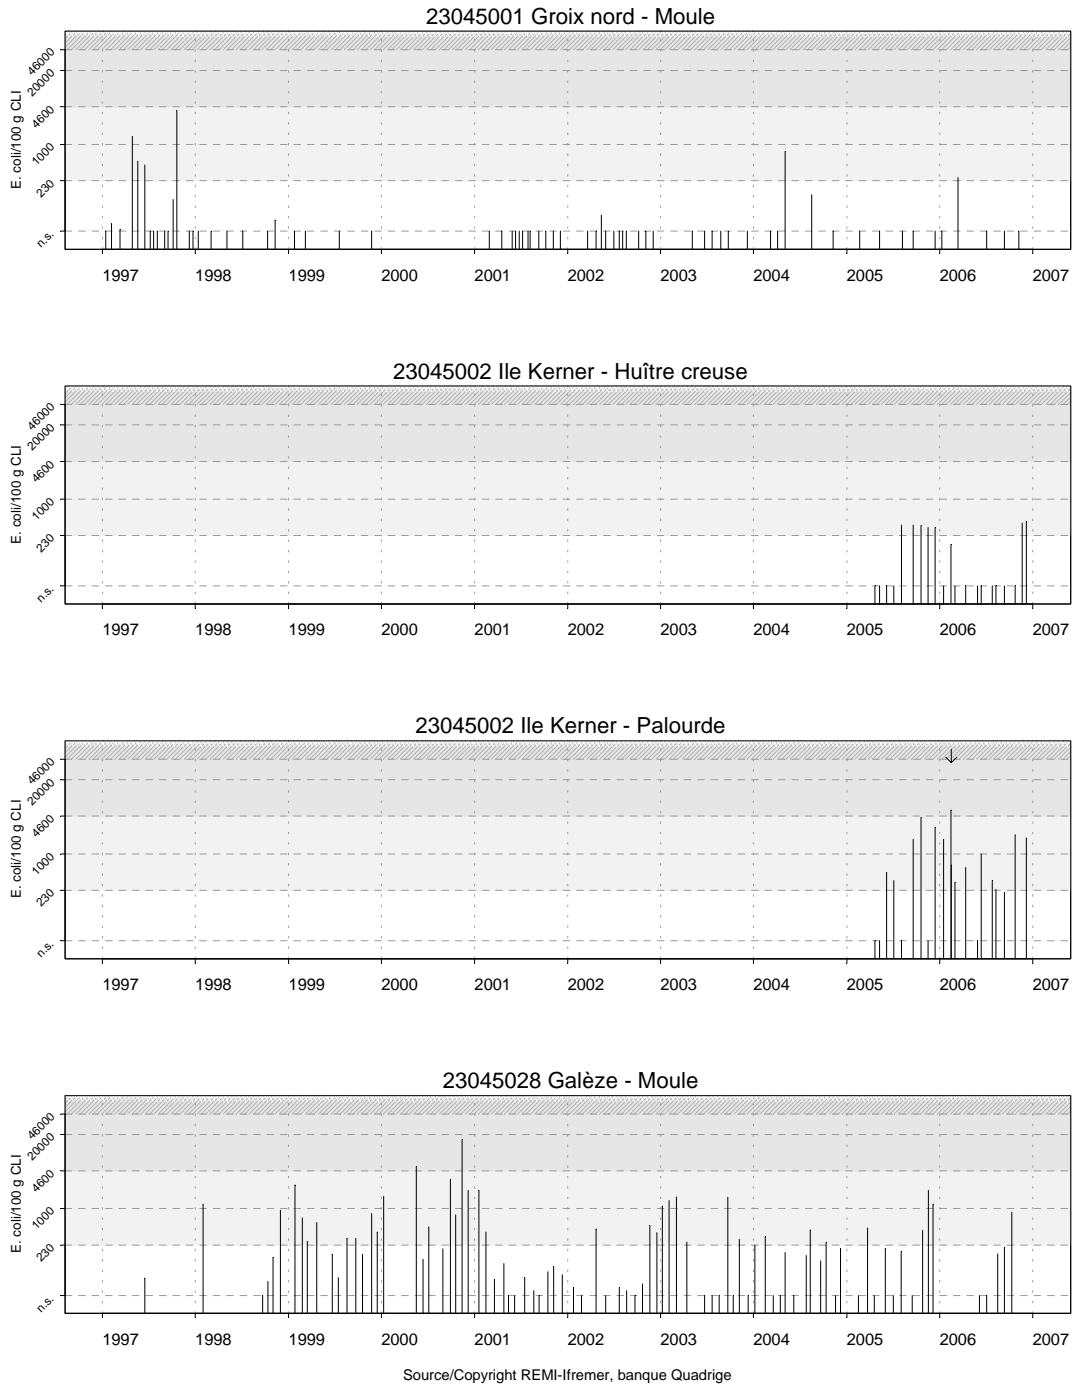 23045001 Groix nord - Moule
E. coli/100 g CLI
46000
20000
4600
1000
230
n.s.
1997 1998 1999 2000 2001 2002 2003 2004 2005 2006 2007
23045002 Ile Kerner - Huître creuse
E. coli/100 g CLI
46000
20000
4600
1000
230
n.s.
1997 1998 1999 2000 2001 2002 2003 2004 2005 2006 2007
23045002 Ile Kerner - Palourde
E. coli/100 g CLI
46000
20000
4600
1000
230
n.s.
1997 1998 1999 2000 2001 2002 2003 2004 2005 2006 2007
23045028 Galèze - Moule
E. coli/100 g CLI
46000
20000
4600
1000
230
n.s.
1997 1998 1999 2000 2001 2002 2003 2004 2005 2006 2007
Source/Copyright REMI-Ifremer, banque Quadrige